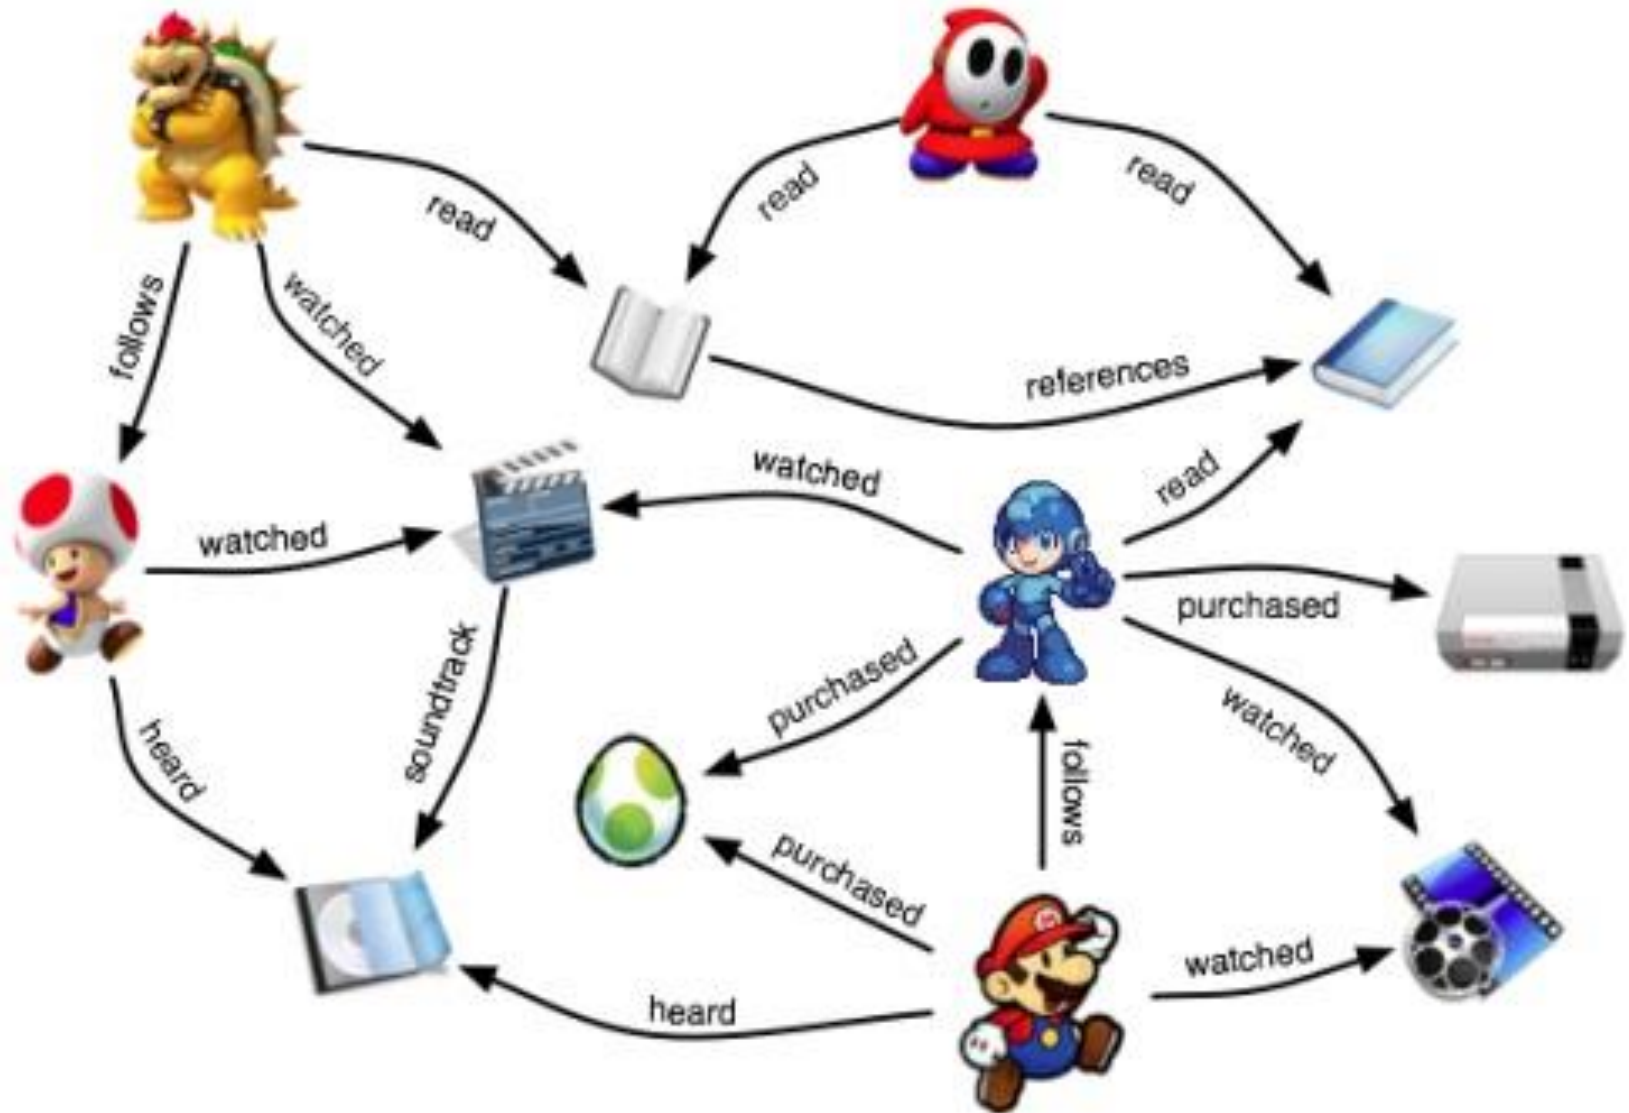 read
read
read
follows
watched
references
watched
read
watched
purchased
soundtrack
purchased
watched
heard
follows
purchased
watched
heard